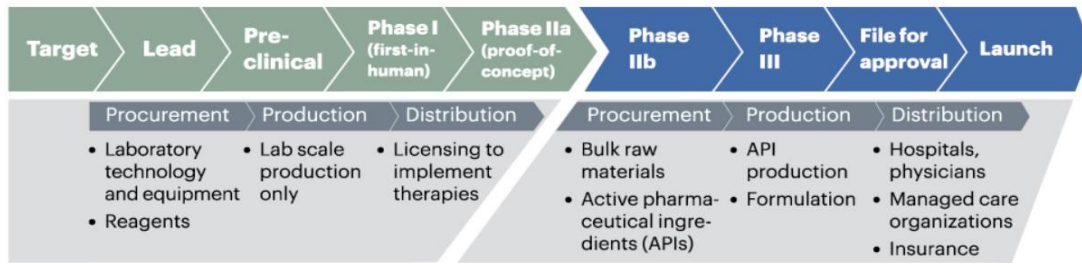 Target
Lead
Pre-
clinical
Phase I
(first-in-
human)
Phase IIa
(proof-of-
concept)
Phase
IIb
Phase
III
File for
approval
Launch
Procurement
• Laboratory
technology
and equipment
• Reagents
Production
• Lab scale
production
only
Distribution
• Licensing to
implement
therapies
Procurement
• Bulk raw
materials
• Active pharma-
ceutical ingre-
dients (APIs)
Production
• API
production
• Formulation
Distribution
• Hospitals,
physicians
• Managed care
organizations
• Insurance